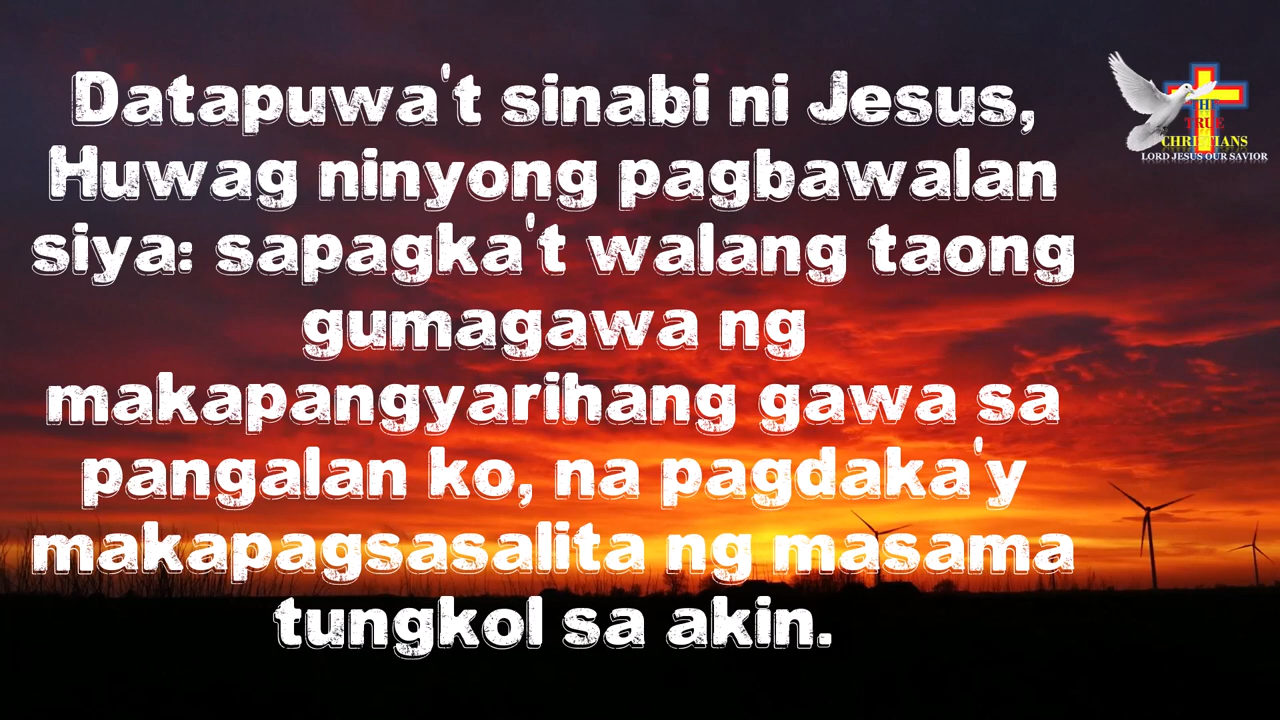 Datapuwa't sinabi ni Jesus,
Huwag ninyong pagbawalan
siya: sapagka't walang taong
gumagawa ng
makapangyarihang gawa sa
pangalan ko, na pagdaka'y
makapagsasalita ng masama
tungkol sa akin.
THE
TRUE
CHRISTIANS
LORD JESUS OUR SAVIOR